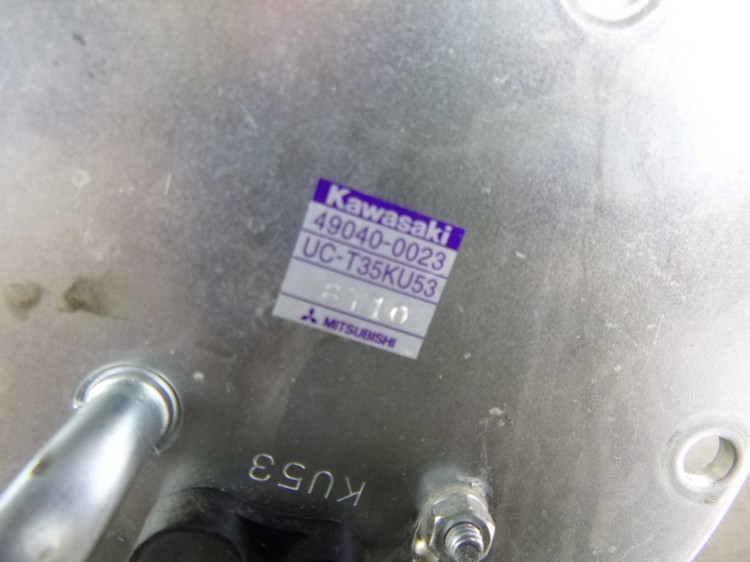 Kawasaki
49040-0023
UC-T35KU53
MITSUBISHI
KU53